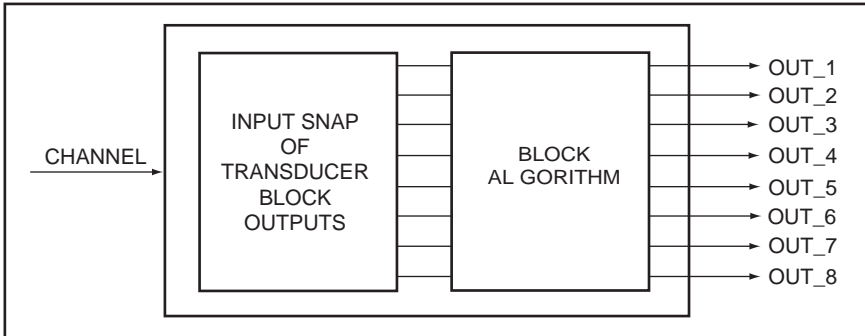 CHANNEL
INPUT SNAP
OF
TRANSDUCER
BLOCK
OUTPUTS
BLOCK
AL GORITHM
OUT_1
OUT_2
OUT_3
OUT_4
OUT_5
OUT_6
OUT_7
OUT_8